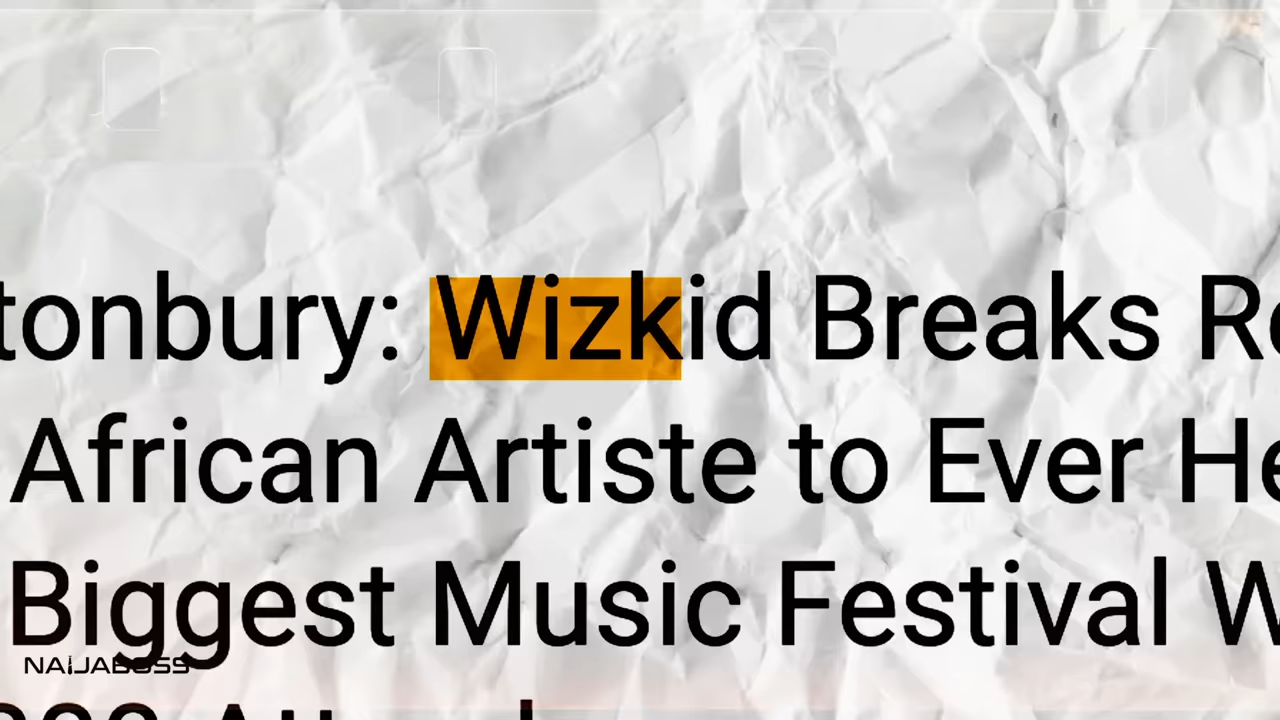 tonbury: Wizkid Breaks Re
African Artiste to Ever He
Biggest Music Festival W
NAIJABOSS